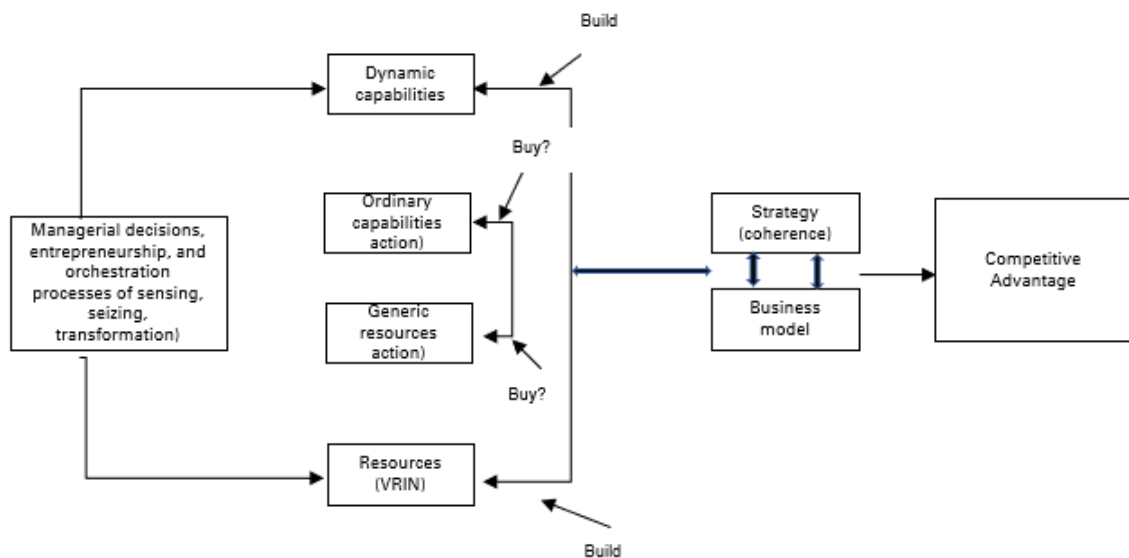 Build
Dynamic
capabilities
Buy?
Ordinary
capabilities
action)
Managerial decisions,
entrepreneurship, and
orchestration
processes of sensing,
seizing,
transformation)
Strategy
(coherence)
Competitive
Advantage
Generic
resources
action)
Business
model
Buy?
Resources
(VRIN)
Build